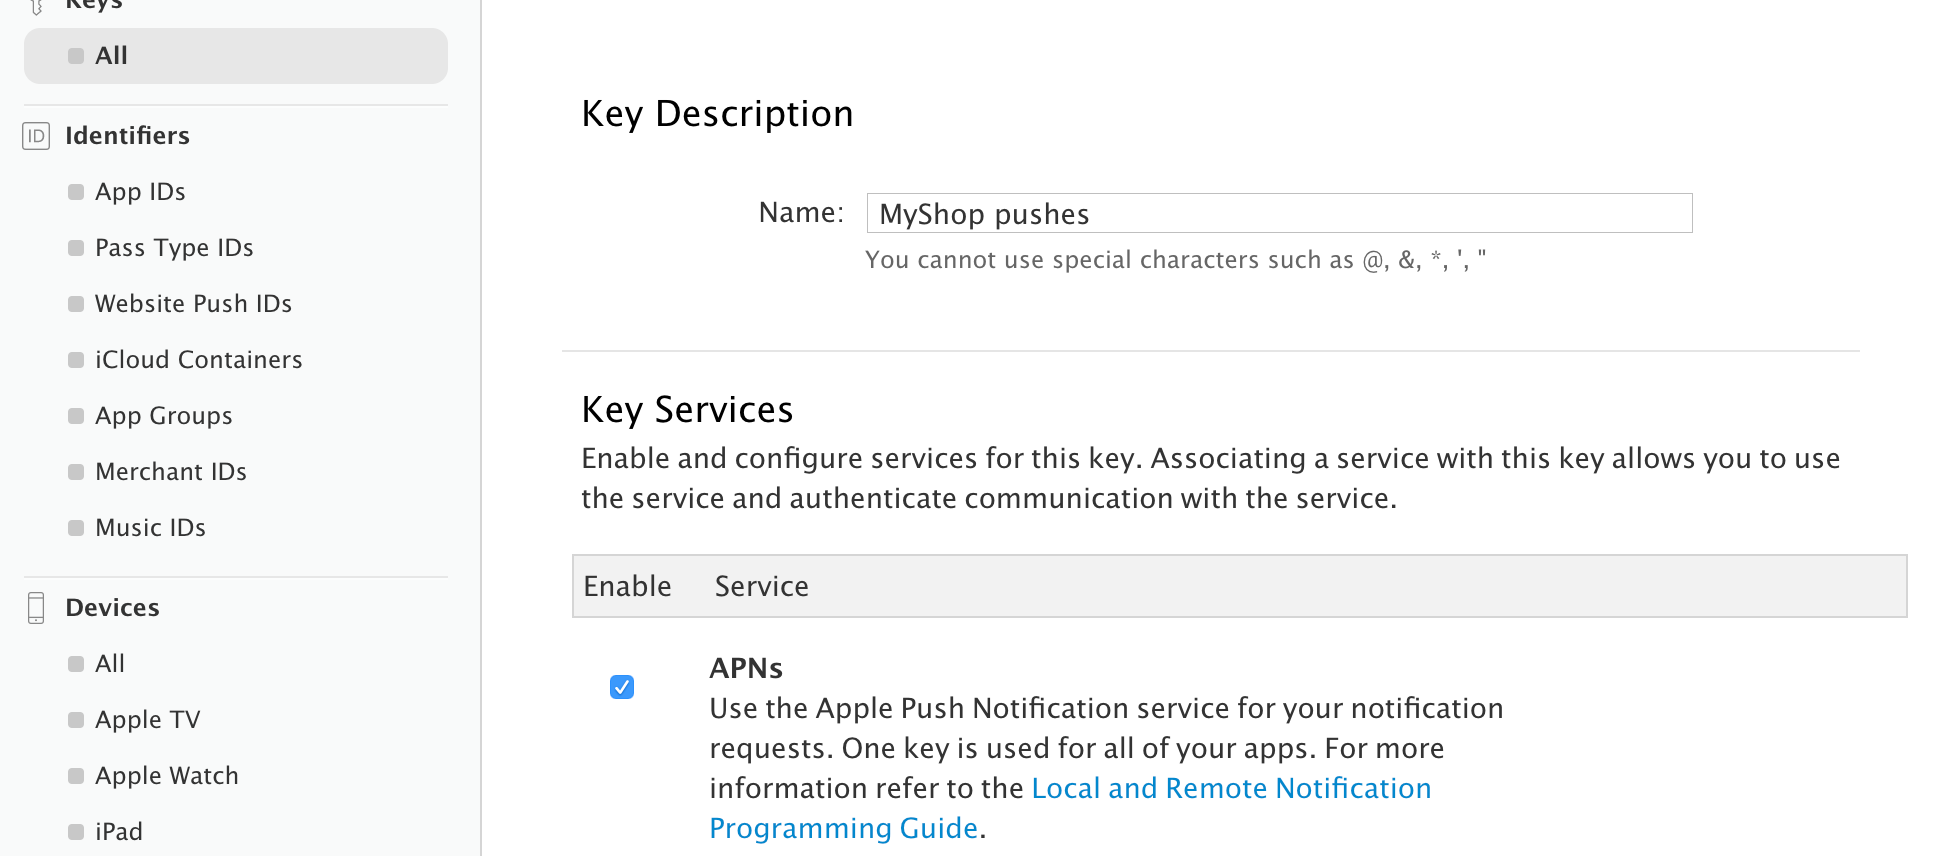 Keys
All
ID
Identifiers
App IDs
Pass Type IDs
Website Push IDs
iCloud Containers
App Groups
Merchant IDs
Music IDs
Devices
All
Apple TV
Apple Watch
iPad
Key Description
Name: MyShop pushes
You cannot use special characters such as @, &, *, ', "
Key Services
Enable and configure services for this key. Associating a service with this key allows you to use
the service and authenticate communication with the service.
Enable Service
APNs
Use the Apple Push Notification service for your notification
requests. One key is used for all of your apps. For more
information refer to the Local and Remote Notification
Programming Guide.